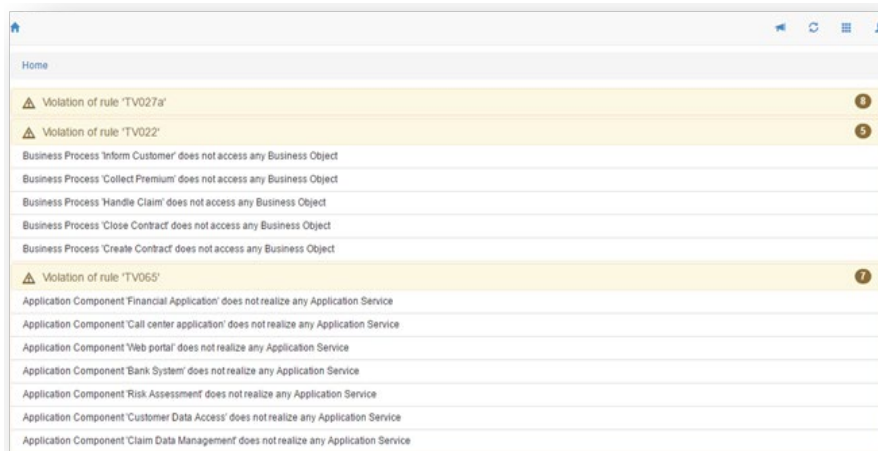 Home
Violation of rule 'TV027a'
8
Violation of rule 'TV022'
5
Business Process 'Inform Customer' does not access any Business Object
Business Process 'Collect Premium' does not access any Business Object
Business Process 'Handle Claim' does not access any Business Object
Business Process 'Close Contract' does not access any Business Object
Business Process 'Create Contract' does not access any Business Object
Violation of rule 'TV065'
7
Application Component 'Financial Application' does not realize any Application Service
Application Component 'Call center application' does not realize any Application Service
Application Component 'Web portal' does not realize any Application Service
Application Component 'Bank System' does not realize any Application Service
Application Component 'Risk Assessment' does not realize any Application Service
Application Component 'Customer Data Access' does not realize any Application Service
Application Component 'Claim Data Management' does not realize any Application Service